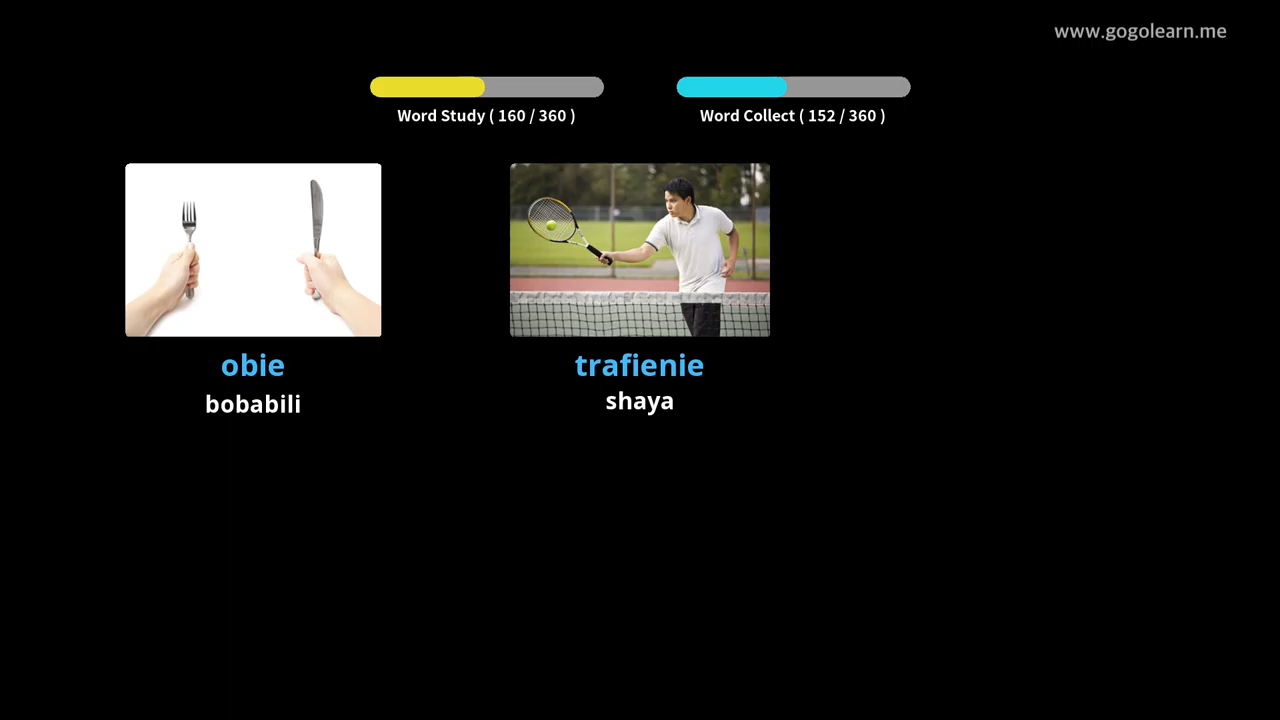 www.gogolearn.me
Word Study ( 160 / 360 )
Word Collect ( 152 / 360 )
obie
bobabili
trafienie
shaya